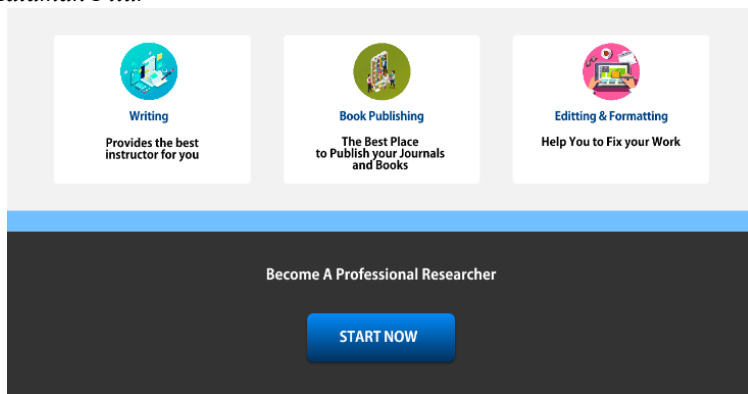 Writing
Provides the best
instructor for you
Book Publishing
The Best Place
to Publish your Journals
and Books
Editting & Formatting
Help You to Fix your Work
Become A Professional Researcher
START NOW